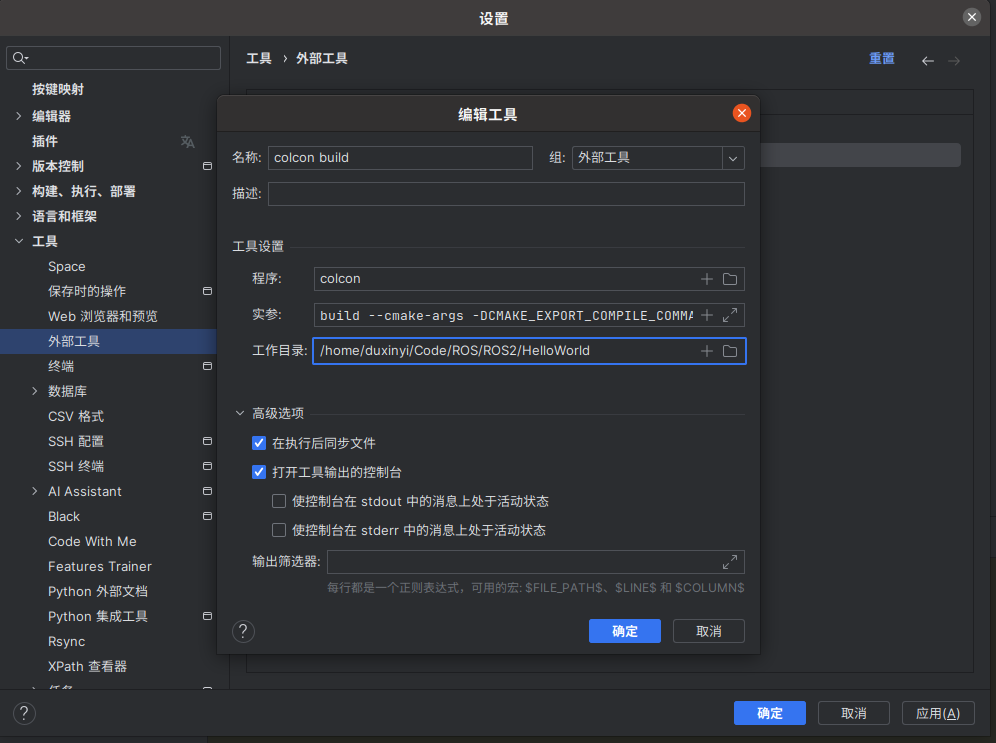 设置
工具 › 外部工具
重置
按键映射
编辑器
插件
版本控制
构建、执行、部署
语言和框架
工具
Space
保存时的操作
Web 浏览器和预览
外部工具
终端
数据库
CSV 格式
SSH 配置
SSH 终端
AI Assistant
Black
Code With Me
Features Trainer
Python 外部文档
Python 集成工具
Rsync
XPath 查看器
任务
编辑工具
名称: colcon build 组: 外部工具
描述:
工具设置
程序: colcon
实参: build --cmake-args -DCMAKE_EXPORT_COMPILE_COMMA
工作目录: /home/duxinyi/Code/ROS/ROS2/HelloWorld
高级选项
在执行后同步文件
打开工具输出的控制台
使控制台在 stdout 中的消息上处于活动状态
使控制台在 stderr 中的消息上处于活动状态
输出筛选器:
每行都是一个正则表达式，可用的宏: $FILE_PATH$、$LINE$ 和 $COLUMN$
? 确定 取消
? 确定 取消 应用(A)